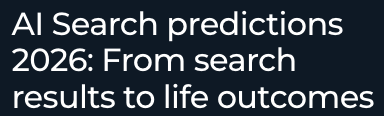 AI Search predictions
2026: From search
results to life outcomes